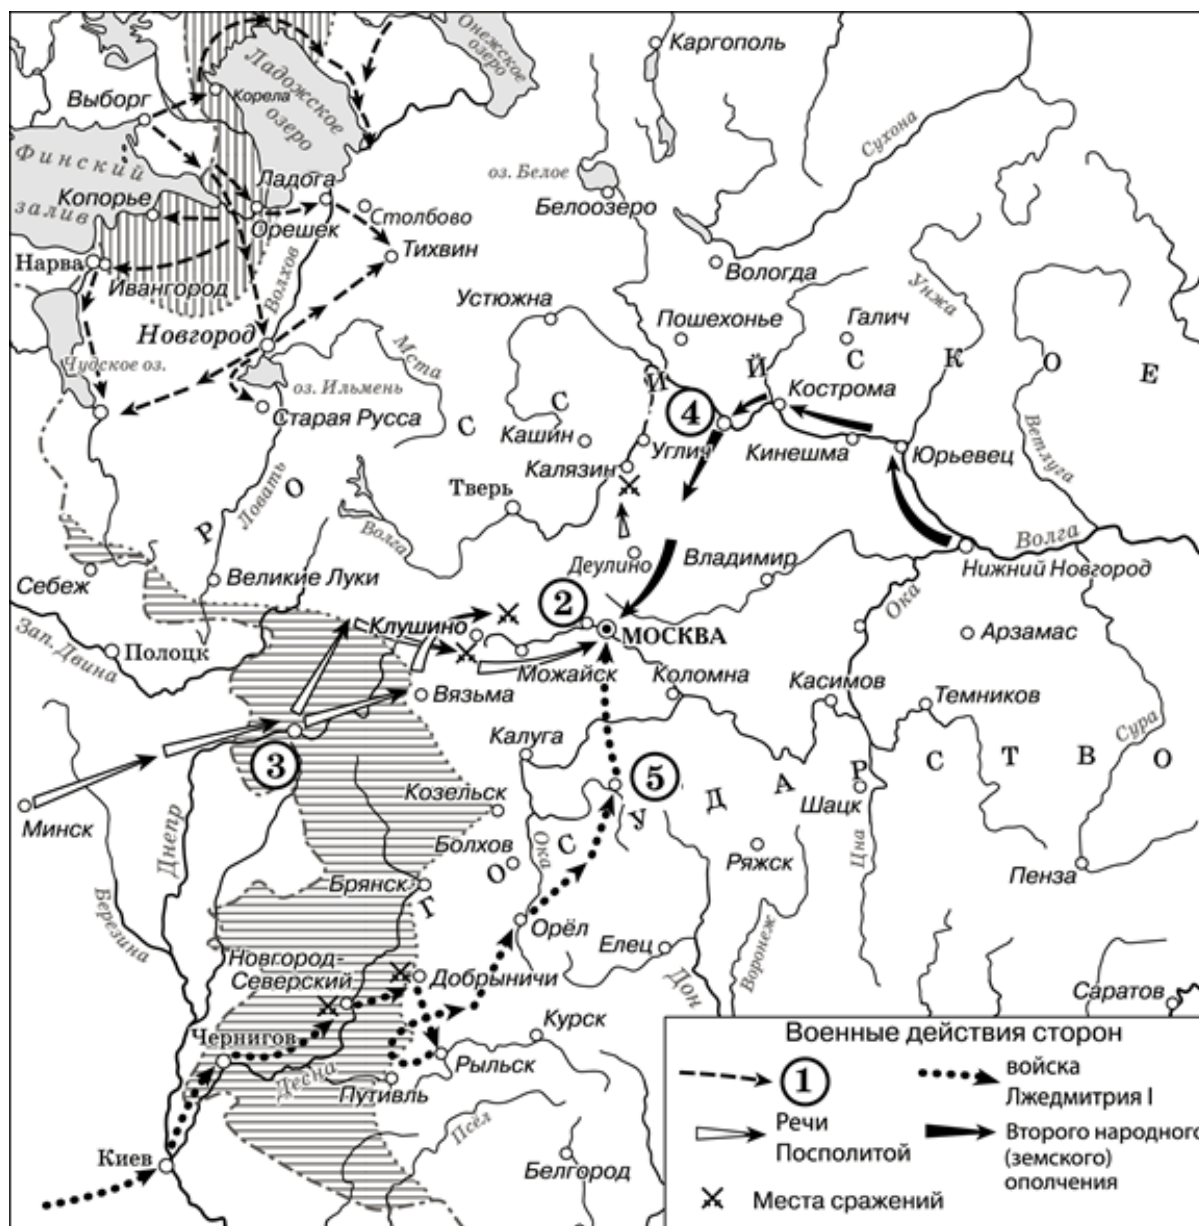 Каргополь
Онежское
озеро
Ладожское
озеро
Корела
Выборг
Сухона
Финский
залив
оз. Белое
Белоозеро
Ладога
Копорье
Столбово
Орешек
Тихвин
Нарва
Ивангород
Волхов
Вологда
Унжа
Устюжна
Новгород
Пошехонье
Галич
Мста
Чудское оз.
оз. Ильмень
РОССИЙСКОЕ
Кострома
Старая Русса
4
Кашин
Углич
Кинешма
Юрьевец
Ветлуга
Калязин
Ловать
Тверь
Волга
Волга
Владимир
Деулино
Нижний Новгород
Себеж
Великие Луки
2
Ока
Клушино
МОСКВА
Арзамас
Зап. Двина
Полоцк
Можайск
Вязьма
Коломна
Касимов
Темников
Сура
Калуга
3
5
ГОСУДАРСТВО
Козельск
Шацк
Минск
Днепр
Болхов
Ока
Ряжск
Цна
Пенза
Брянск
Березина
Орёл
Елец
Воронеж
Новгород-
Северский
Добрыничи
Дон
Саратов
Чернигов
Курск
Рыльск
Десна
Путивль
Псёл
Киев
Белгород
Военные действия сторон
1
войска
Лжедмитрия I
Речи
Посполитой
Второго народного
(земского)
ополчения
Места сражений